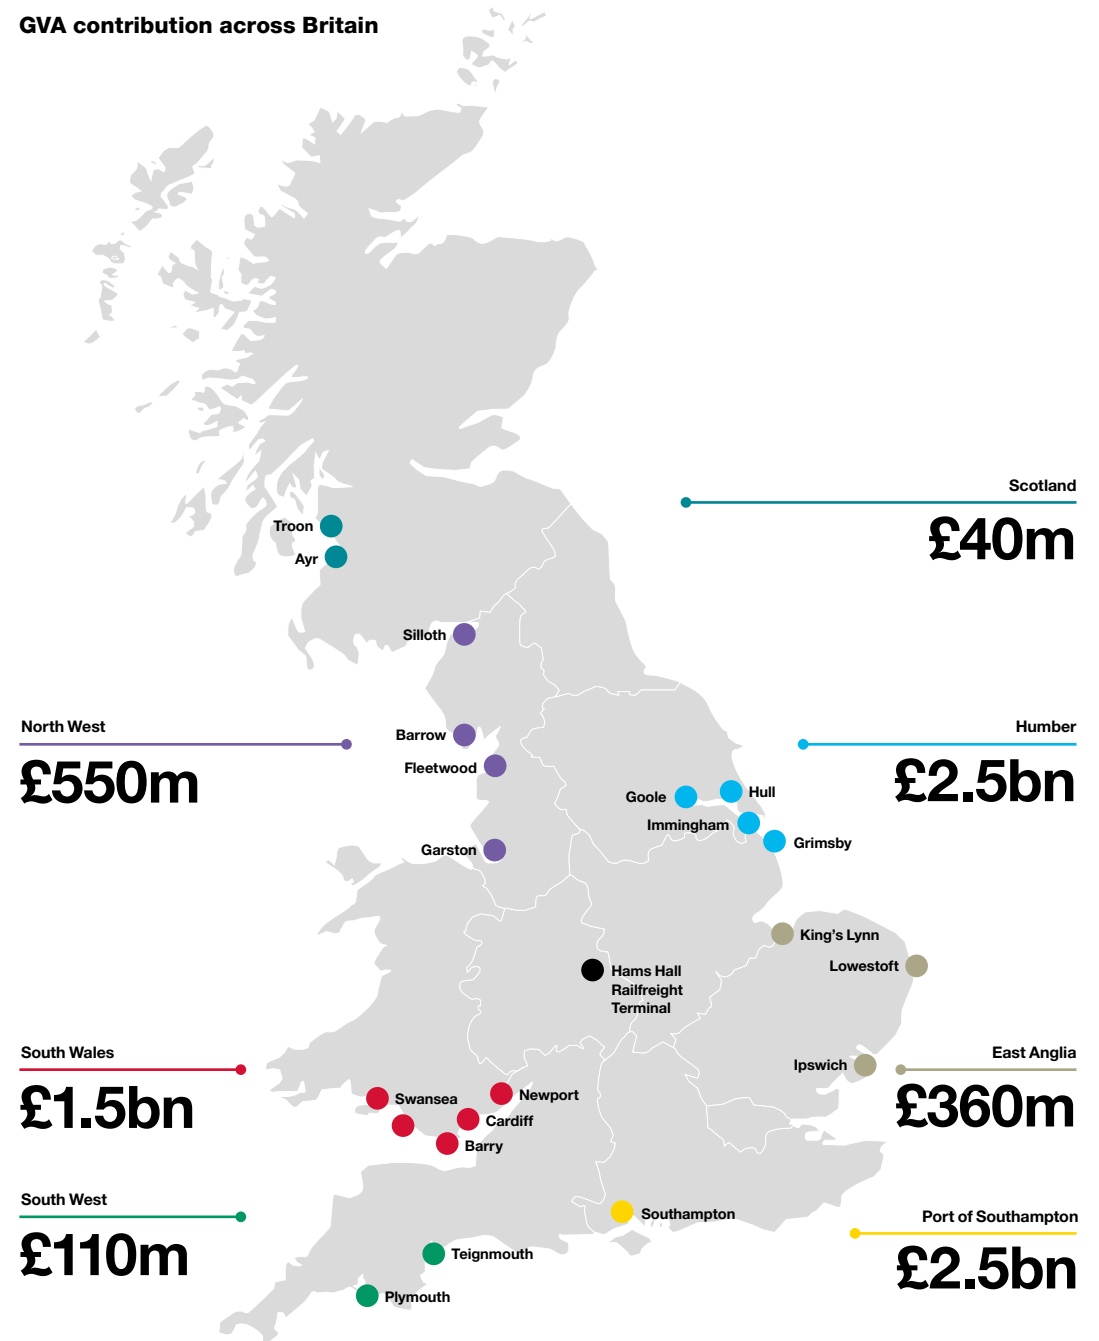 GVA contribution across Britain
Scotland
£40m
Troon
Ayr
Silloth
North West
£550m
Barrow
Fleetwood
Garston
Humber
£2.5bn
Goole
Hull
Immingham
Grimsby
King's Lynn
Lowestoft
Hams Hall
Railfreight
Terminal
Ipswich
East Anglia
£360m
South Wales
£1.5bn
Swansea
Newport
Cardiff
Barry
South West
£110m
Southampton
Port of Southampton
£2.5bn
Teignmouth
Plymouth